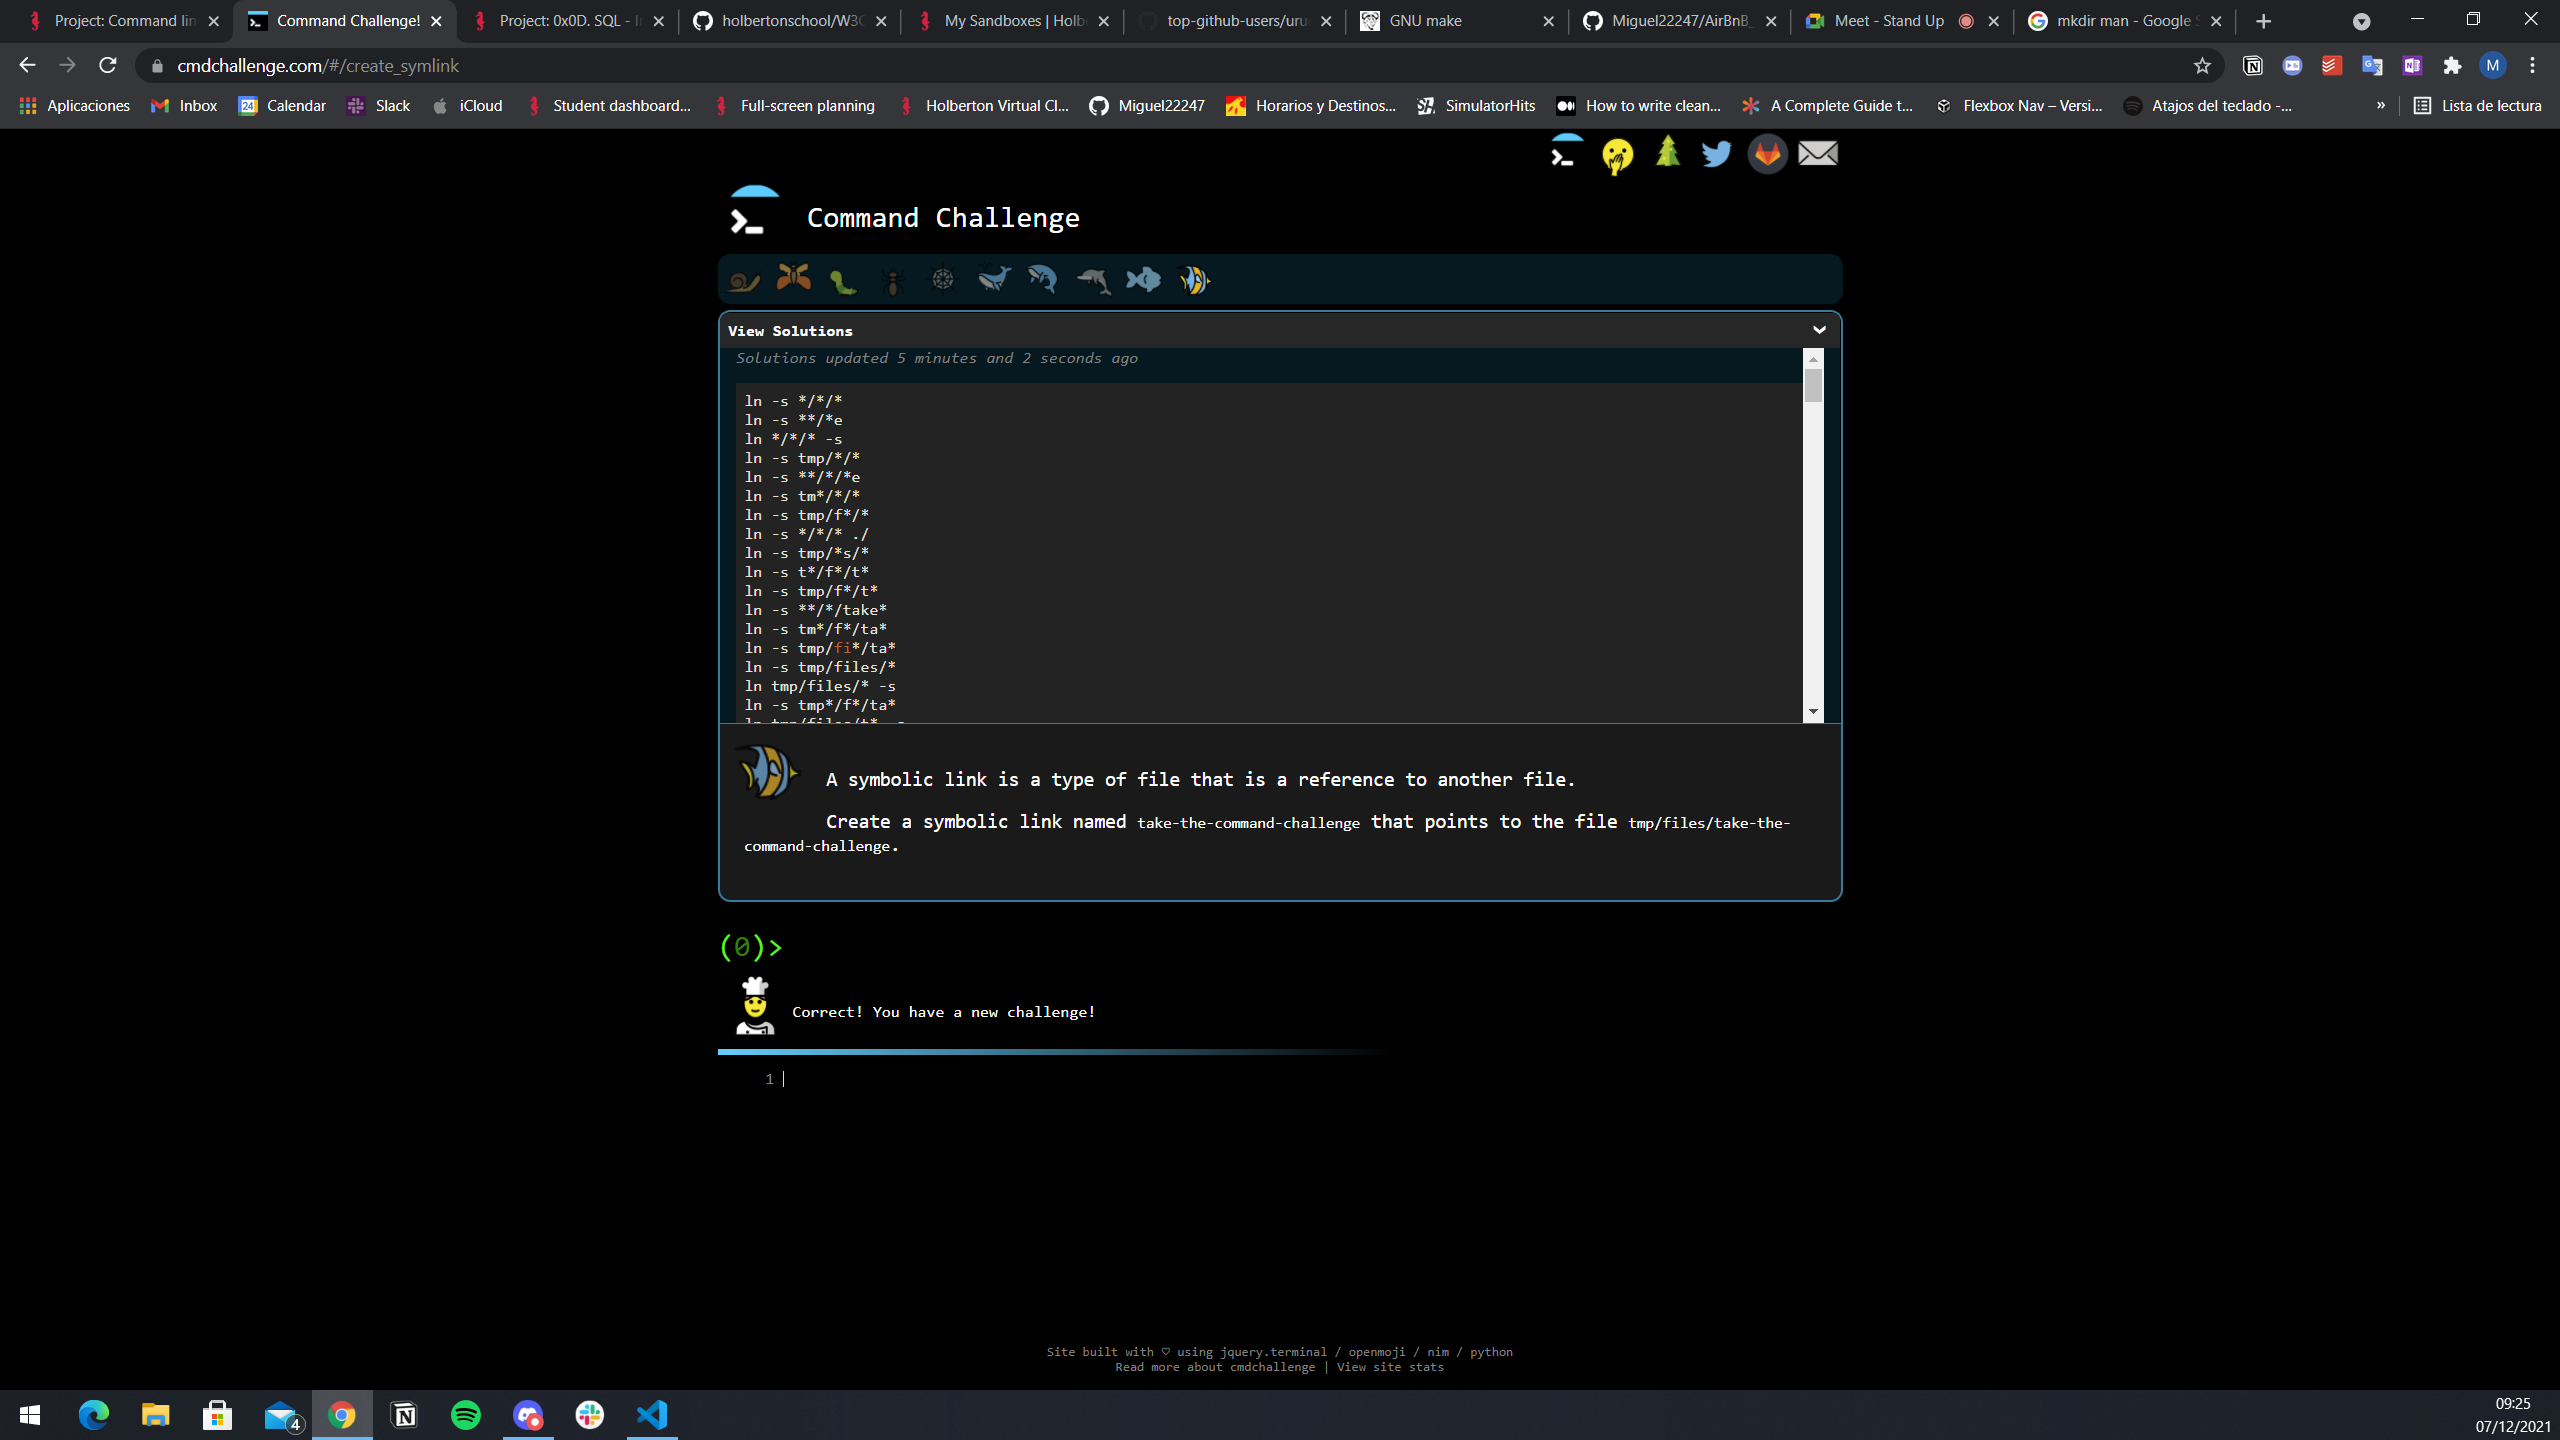 Project: Command lin
Command Challenge!
Project: 0x0D. SQL - In
holbertonschool/W3C
My Sandboxes | Holb
top-github-users/uru
GNU make
Miguel22247/AirBnB_
Meet - Stand Up
mkdir man - Google S
cmdchallenge.com/#/create_symlink
M
Aplicaciones
Inbox
24
Calendar
Slack
iCloud
Student dashboard...
Full-screen planning
Holberton Virtual Cl...
Miguel22247
Horarios y Destinos...
SimulatorHits
How to write clean...
A Complete Guide t...
Flexbox Nav – Versi...
Atajos del teclado -...
»
Lista de lectura
Command Challenge
View Solutions
Solutions updated 5 minutes and 2 seconds ago
ln -s */*/*
ln -s **/*e
ln */*/* -s
ln -s tmp/*/*
ln -s **/*/*e
ln -s tm*/*/*
ln -s tmp/f*/*
ln -s */*/* ./
ln -s tmp/*s/*
ln -s t*/f*/t*
ln -s tmp/f*/t*
ln -s **/*/take*
ln -s tm*/f*/ta*
ln -s tmp/fi*/ta*
ln -s tmp/files/*
ln tmp/files/* -s
ln -s tmp*/f*/ta*
A symbolic link is a type of file that is a reference to another file.
Create a symbolic link named take-the-command-challenge that points to the file tmp/files/take-the-
command-challenge.
(0)>
Correct! You have a new challenge!
1
Site built with ♡ using jquery.terminal / openmoji / nim / python
Read more about cmdchallenge | View site stats
4
09:25
07/12/2021